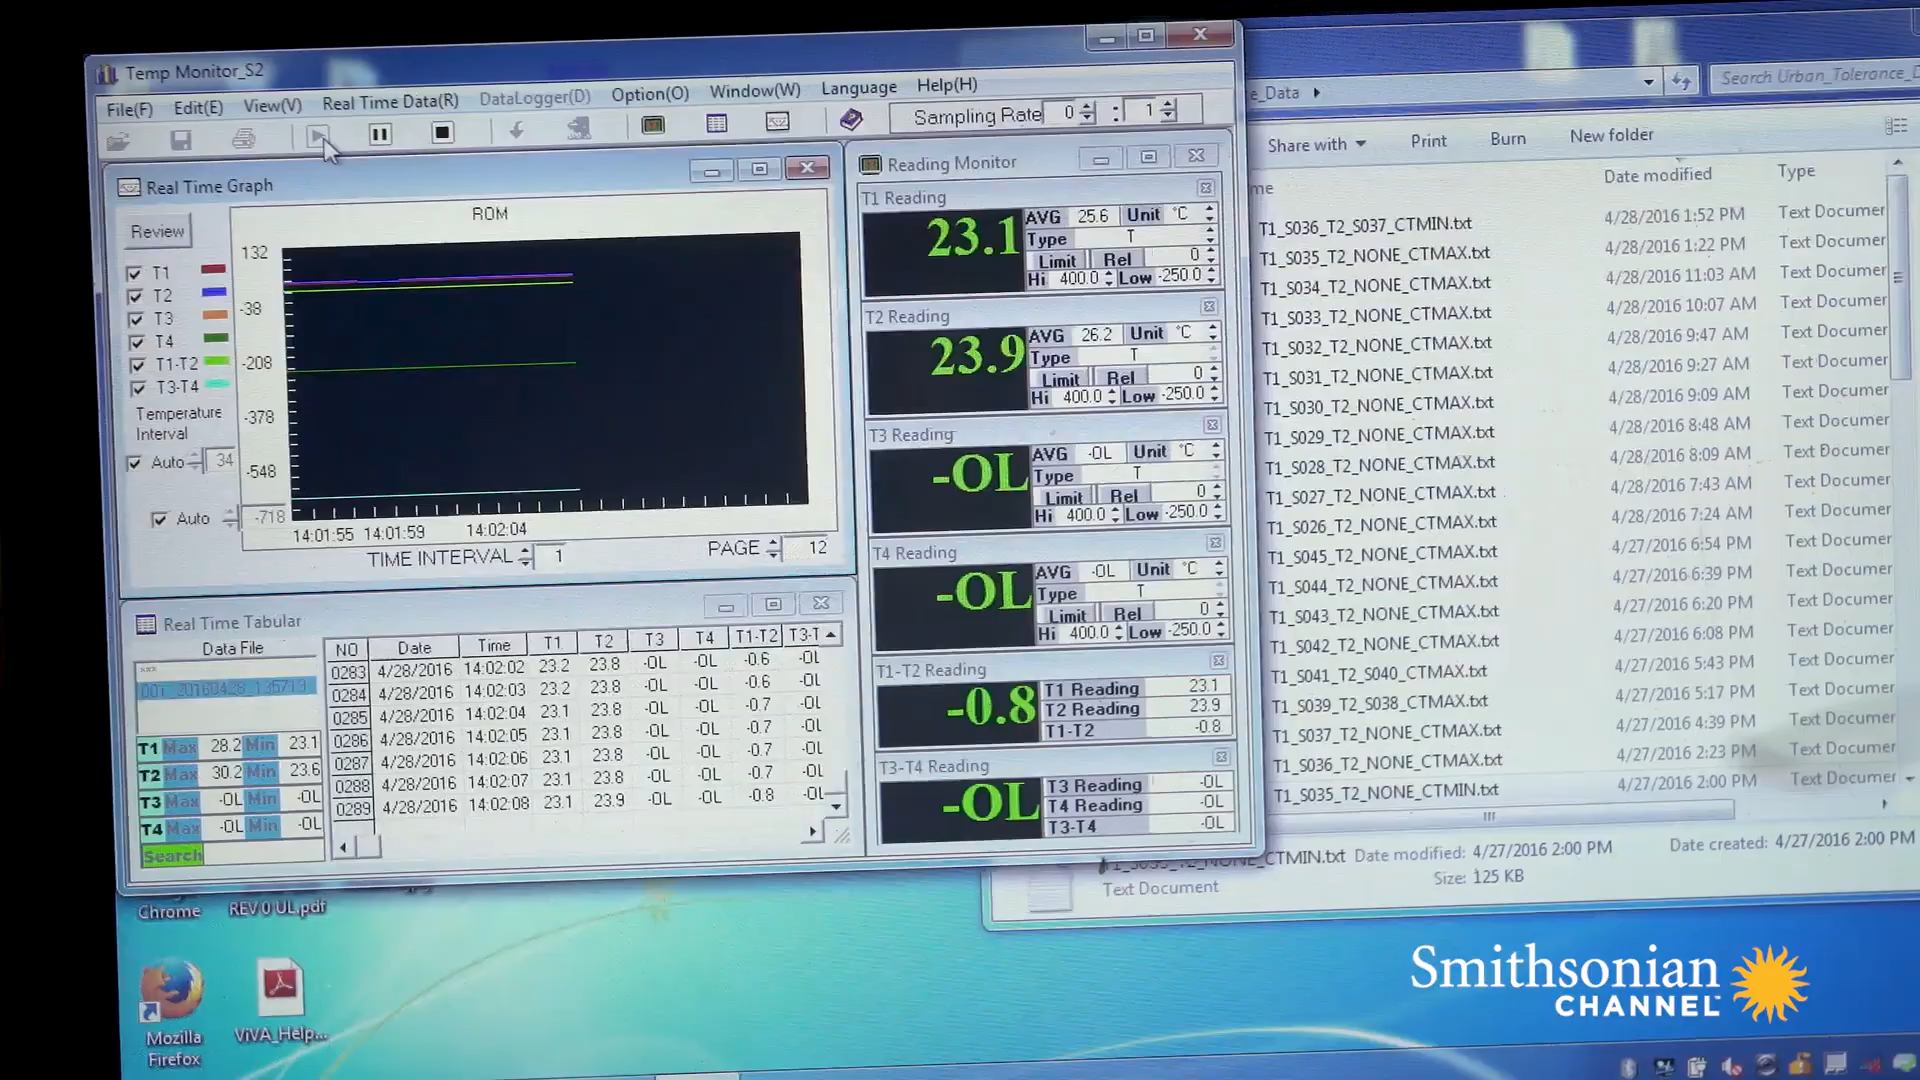 Temp Monitor_S2
File(F) Edit(E) View(V) Real Time Data(R) DataLogger(D) Option(O) Window(W) Language Help(H)
Sampling Rate 0 : 1
Real Time Graph
Review
ROM
T1
T2
T3
T4
T1-T2
T3-T4
Temperature
Interval
Auto 34
Auto
132
-38
-208
-378
-548
-718
14:01:55 14:01:59 14:02:04
TIME INTERVAL 1 PAGE 12
Real Time Tabular
Data File
***
001_20160428_135713
T1 Max 28.2 Min 23.1
T2 Max 30.2 Min 23.6
T3 Max -OL Min -OL
T4 Max -OL Min -OL
Search
NO Date Time T1 T2 T3 T4 T1-T2 T3-T
0283 4/28/2016 14:02:02 23.2 23.8 -OL -OL -0.6 -OL
0284 4/28/2016 14:02:03 23.2 23.8 -OL -OL -0.6 -OL
0285 4/28/2016 14:02:04 23.1 23.8 -OL -OL -0.7 -OL
0286 4/28/2016 14:02:05 23.1 23.8 -OL -OL -0.7 -OL
0287 4/28/2016 14:02:06 23.1 23.8 -OL -OL -0.7 -OL
0288 4/28/2016 14:02:07 23.1 23.8 -OL -OL -0.7 -OL
0289 4/28/2016 14:02:08 23.1 23.9 -OL -OL -0.8 -OL
Reading Monitor
T1 Reading
23.1
AVG 25.6 Unit °C
Type T
Limit Rel 0
Hi 400.0 Low -250.0
T2 Reading
23.9
AVG 26.2 Unit °C
Type T
Limit Rel 0
Hi 400.0 Low -250.0
T3 Reading
-OL
AVG -OL Unit °C
Type T
Limit Rel 0
Hi 400.0 Low -250.0
T4 Reading
-OL
AVG -OL Unit °C
Type T
Limit Rel 0
Hi 400.0 Low -250.0
T1-T2 Reading
-0.8
T1 Reading 23.1
T2 Reading 23.9
T1-T2 -0.8
T3-T4 Reading
-OL
T3 Reading -OL
T4 Reading -OL
T3-T4 -OL
e_Data
Search Urban_Tolerance_D
Share with Print Burn New folder
me Date modified Type
T1_S036_T2_S037_CTMIN.txt 4/28/2016 1:52 PM Text Documen
T1_S035_T2_NONE_CTMAX.txt 4/28/2016 1:22 PM Text Documen
T1_S034_T2_NONE_CTMAX.txt 4/28/2016 11:03 AM Text Documen
T1_S033_T2_NONE_CTMAX.txt 4/28/2016 10:07 AM Text Documen
T1_S032_T2_NONE_CTMAX.txt 4/28/2016 9:47 AM Text Documen
T1_S031_T2_NONE_CTMAX.txt 4/28/2016 9:27 AM Text Documen
T1_S030_T2_NONE_CTMAX.txt 4/28/2016 9:09 AM Text Documen
T1_S029_T2_NONE_CTMAX.txt 4/28/2016 8:48 AM Text Documen
T1_S028_T2_NONE_CTMAX.txt 4/28/2016 8:09 AM Text Documen
T1_S027_T2_NONE_CTMAX.txt 4/28/2016 7:43 AM Text Documen
T1_S026_T2_NONE_CTMAX.txt 4/28/2016 7:24 AM Text Documen
T1_S045_T2_NONE_CTMAX.txt 4/27/2016 6:54 PM Text Documen
T1_S044_T2_NONE_CTMAX.txt 4/27/2016 6:39 PM Text Documen
T1_S043_T2_NONE_CTMAX.txt 4/27/2016 6:20 PM Text Documen
T1_S042_T2_NONE_CTMAX.txt 4/27/2016 6:08 PM Text Documen
T1_S041_T2_S040_CTMAX.txt 4/27/2016 5:43 PM Text Documen
T1_S039_T2_S038_CTMAX.txt 4/27/2016 5:17 PM Text Documen
T1_S037_T2_NONE_CTMAX.txt 4/27/2016 4:39 PM Text Documen
T1_S036_T2_NONE_CTMAX.txt 4/27/2016 2:23 PM Text Documen
T1_S035_T2_NONE_CTMIN.txt 4/27/2016 2:00 PM Text Documen
T1_S035_T2_NONE_CTMIN.txt Date modified: 4/27/2016 2:00 PM Date created: 4/27/2016 2:00 PM
Text Document Size: 125 KB
Chrome
REV 0 UL.pdf
Mozilla
Firefox
ViVA_Help...
Smithsonian
CHANNEL